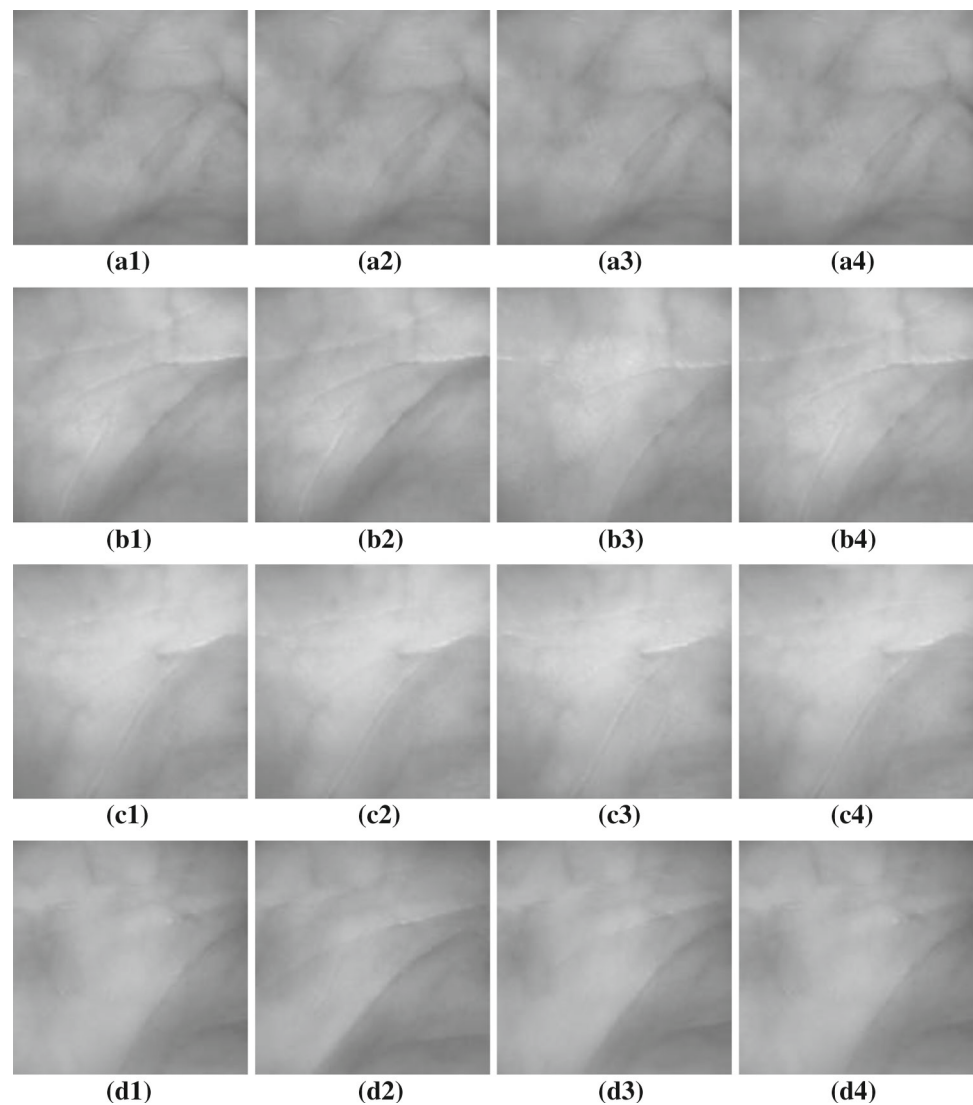 (a1) (a2) (a3) (a4)
(b1) (b2) (b3) (b4)
(c1) (c2) (c3) (c4)
(d1) (d2) (d3) (d4)